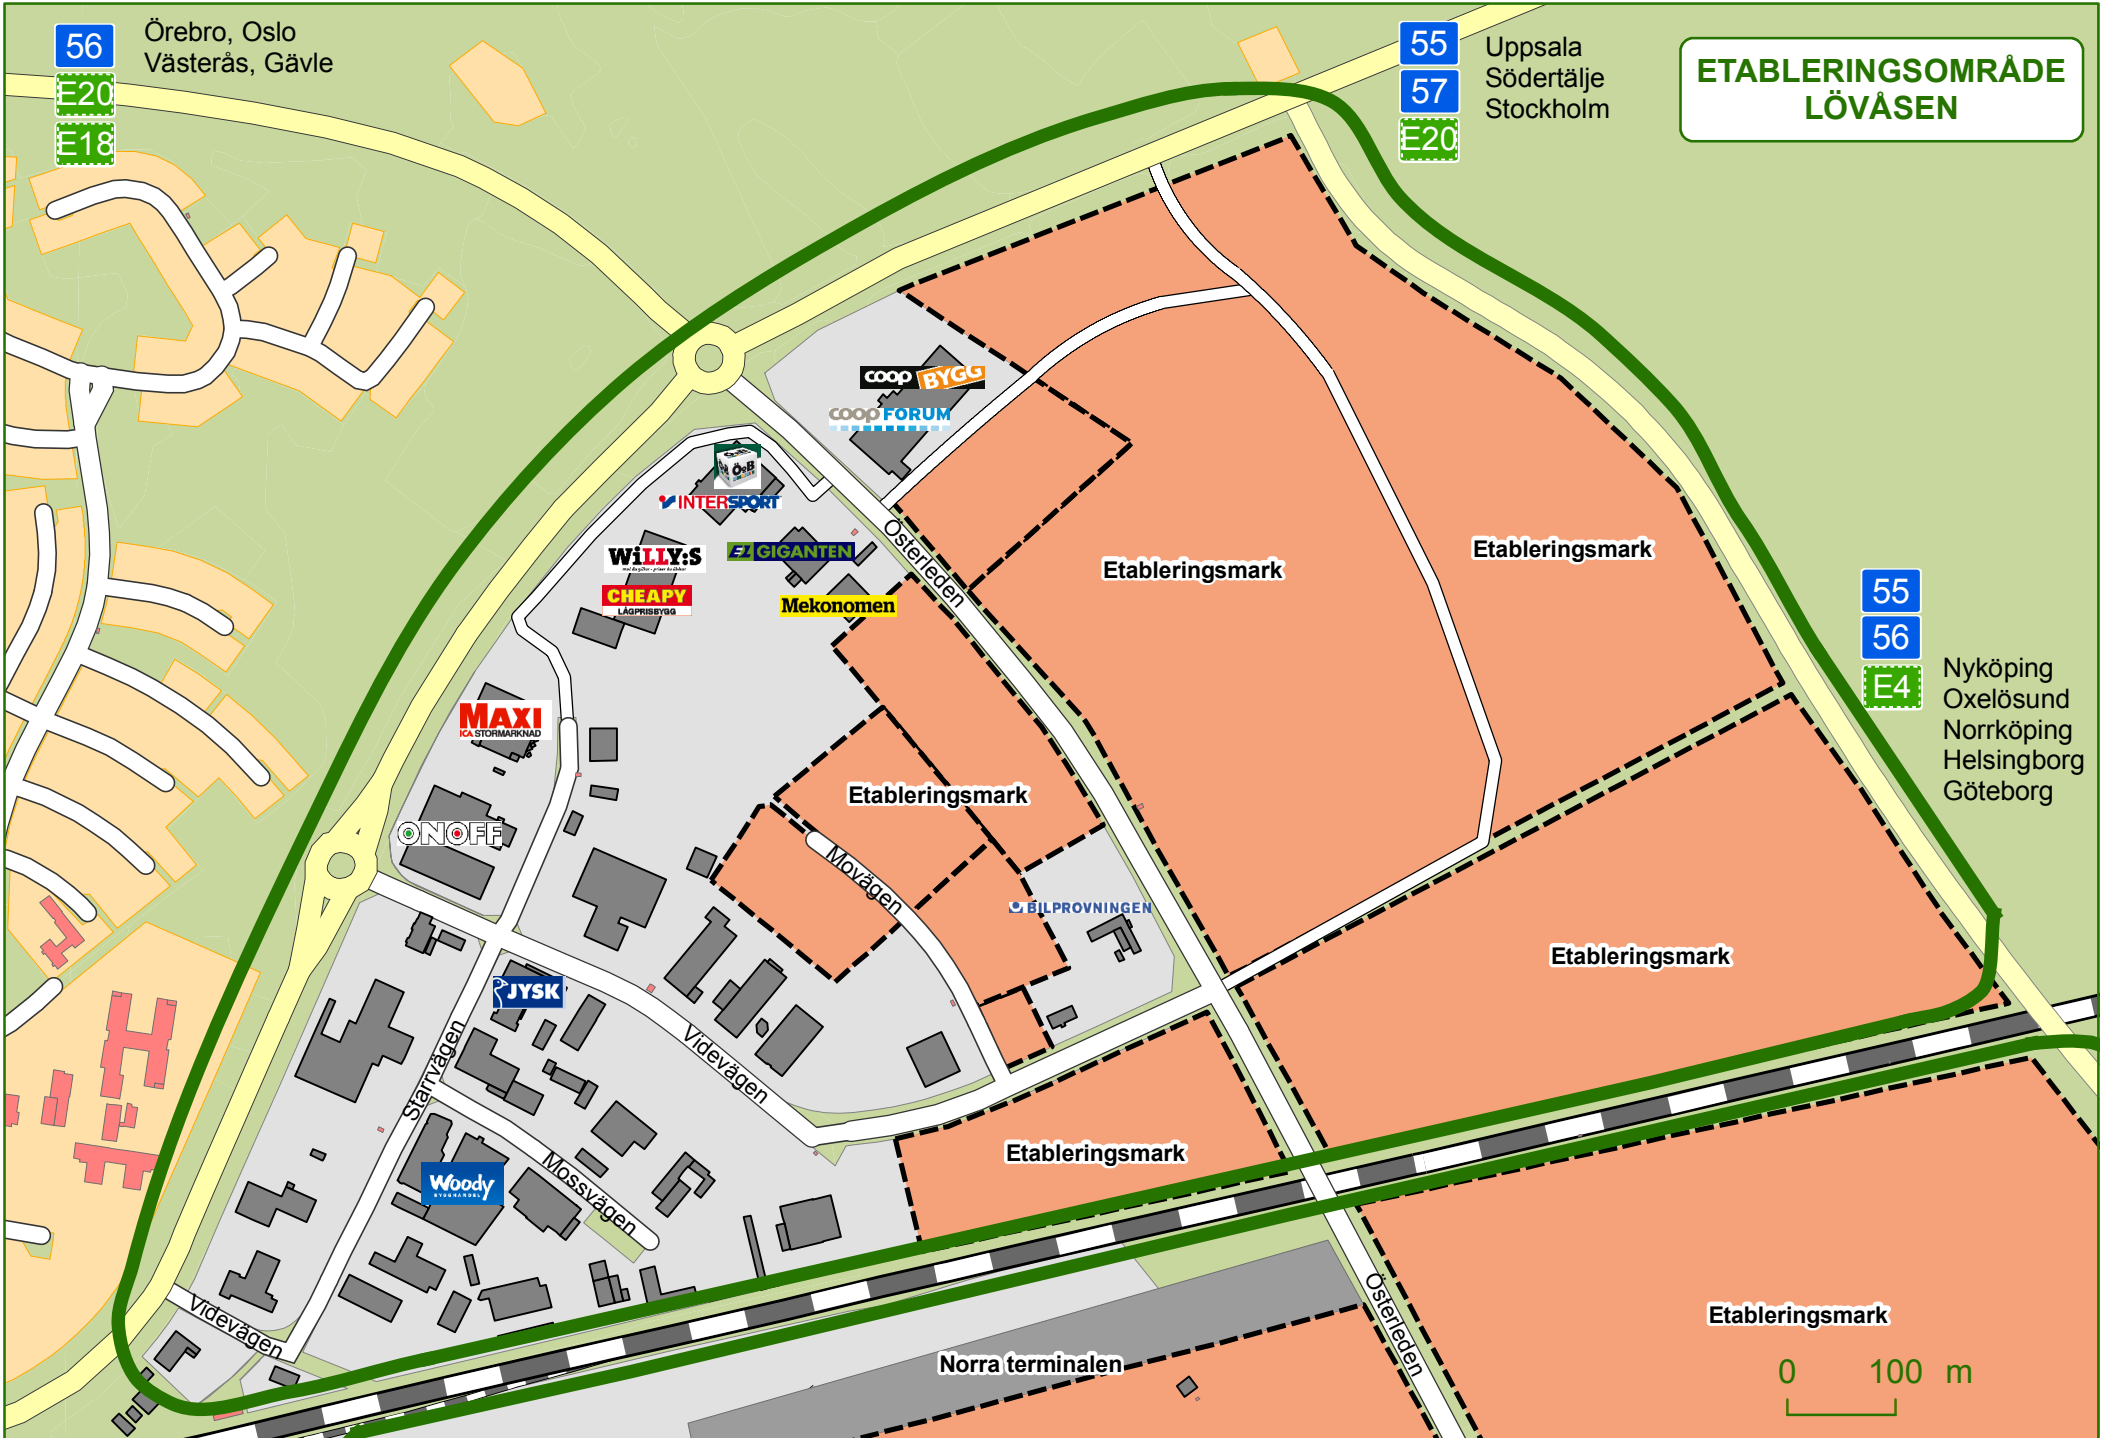 56
E20
E18
Örebro, Oslo
Västerås, Gävle
55
57
E20
Uppsala
Södertälje
Stockholm
ETABLERINGSOMRÅDE
LÖVÅSEN
coop BYGG
coop FORUM
ÖoB
INTERSPORT
WiLLY:S
EL GIGANTEN
CHEAPY
LÅGPRISBYGG
Mekonomen
Österleden
Etableringsmark
Etableringsmark
55
56
E4
Nyköping
Oxelösund
Norrköping
Helsingborg
Göteborg
MAXI
ICA STORMARKNAD
Etableringsmark
ONOFF
Movägen
BILPROVNINGEN
Etableringsmark
JYSK
Starrvägen
Videvägen
Etableringsmark
Woody
BYGGHANDEL
Mossvägen
Videvägen
Österleden
Etableringsmark
Norra terminalen
0 100 m